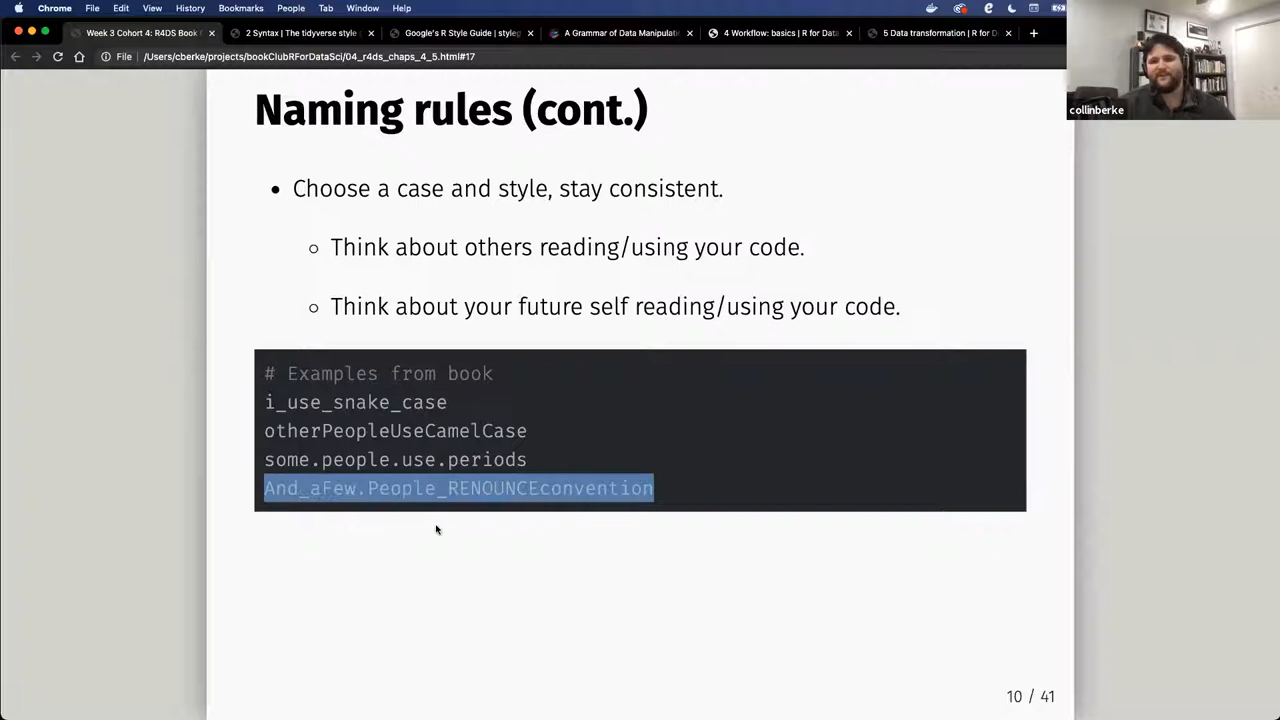 Chrome File Edit View History Bookmarks People Tab Window Help
Week 3 Cohort 4: R4DS Book
2 Syntax | The tidyverse style
Google's R Style Guide | styleg
A Grammar of Data Manipulati
4 Workflow: basics | R for Data
5 Data transformation | R for D
File /Users/cberke/projects/bookClubRForDataSci/04_r4ds_chaps_4_5.html#17
collinberke
Naming rules (cont.)
Choose a case and style, stay consistent.
Think about others reading/using your code.
Think about your future self reading/using your code.
# Examples from book
i_use_snake_case
otherPeopleUseCamelCase
some.people.use.periods
And_aFew.People_RENOUNCEconvention
10 / 41